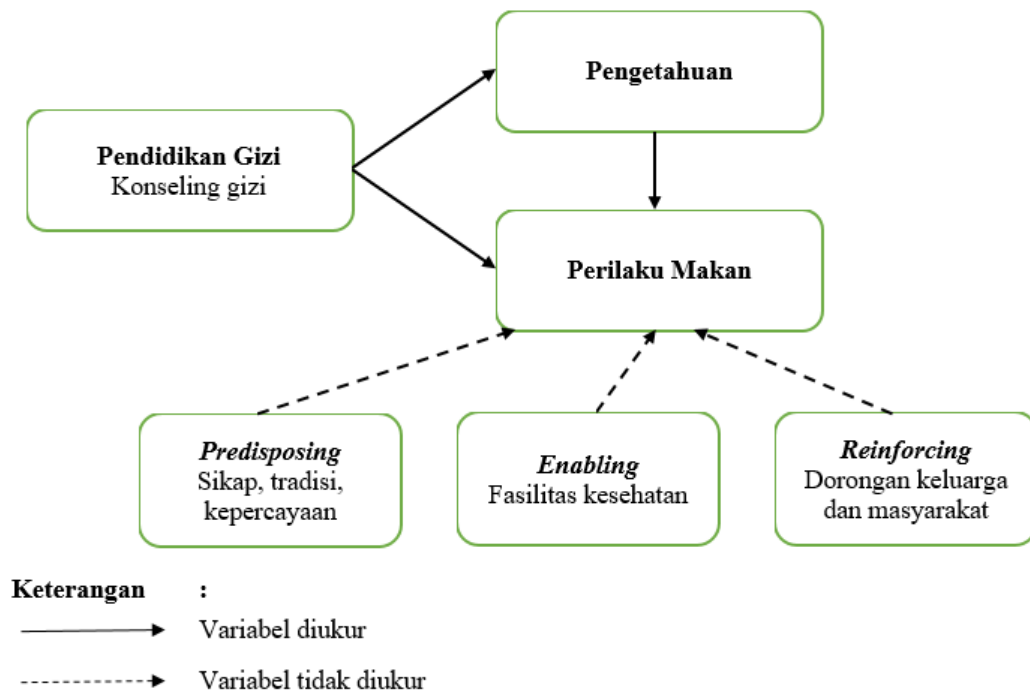 Pengetahuan
Pendidikan Gizi
Konseling gizi
Perilaku Makan
Predisposing
Sikap, tradisi,
kepercayaan
Enabling
Fasilitas kesehatan
Reinforcing
Dorongan keluarga
dan masyarakat
Keterangan :
Variabel diukur
Variabel tidak diukur